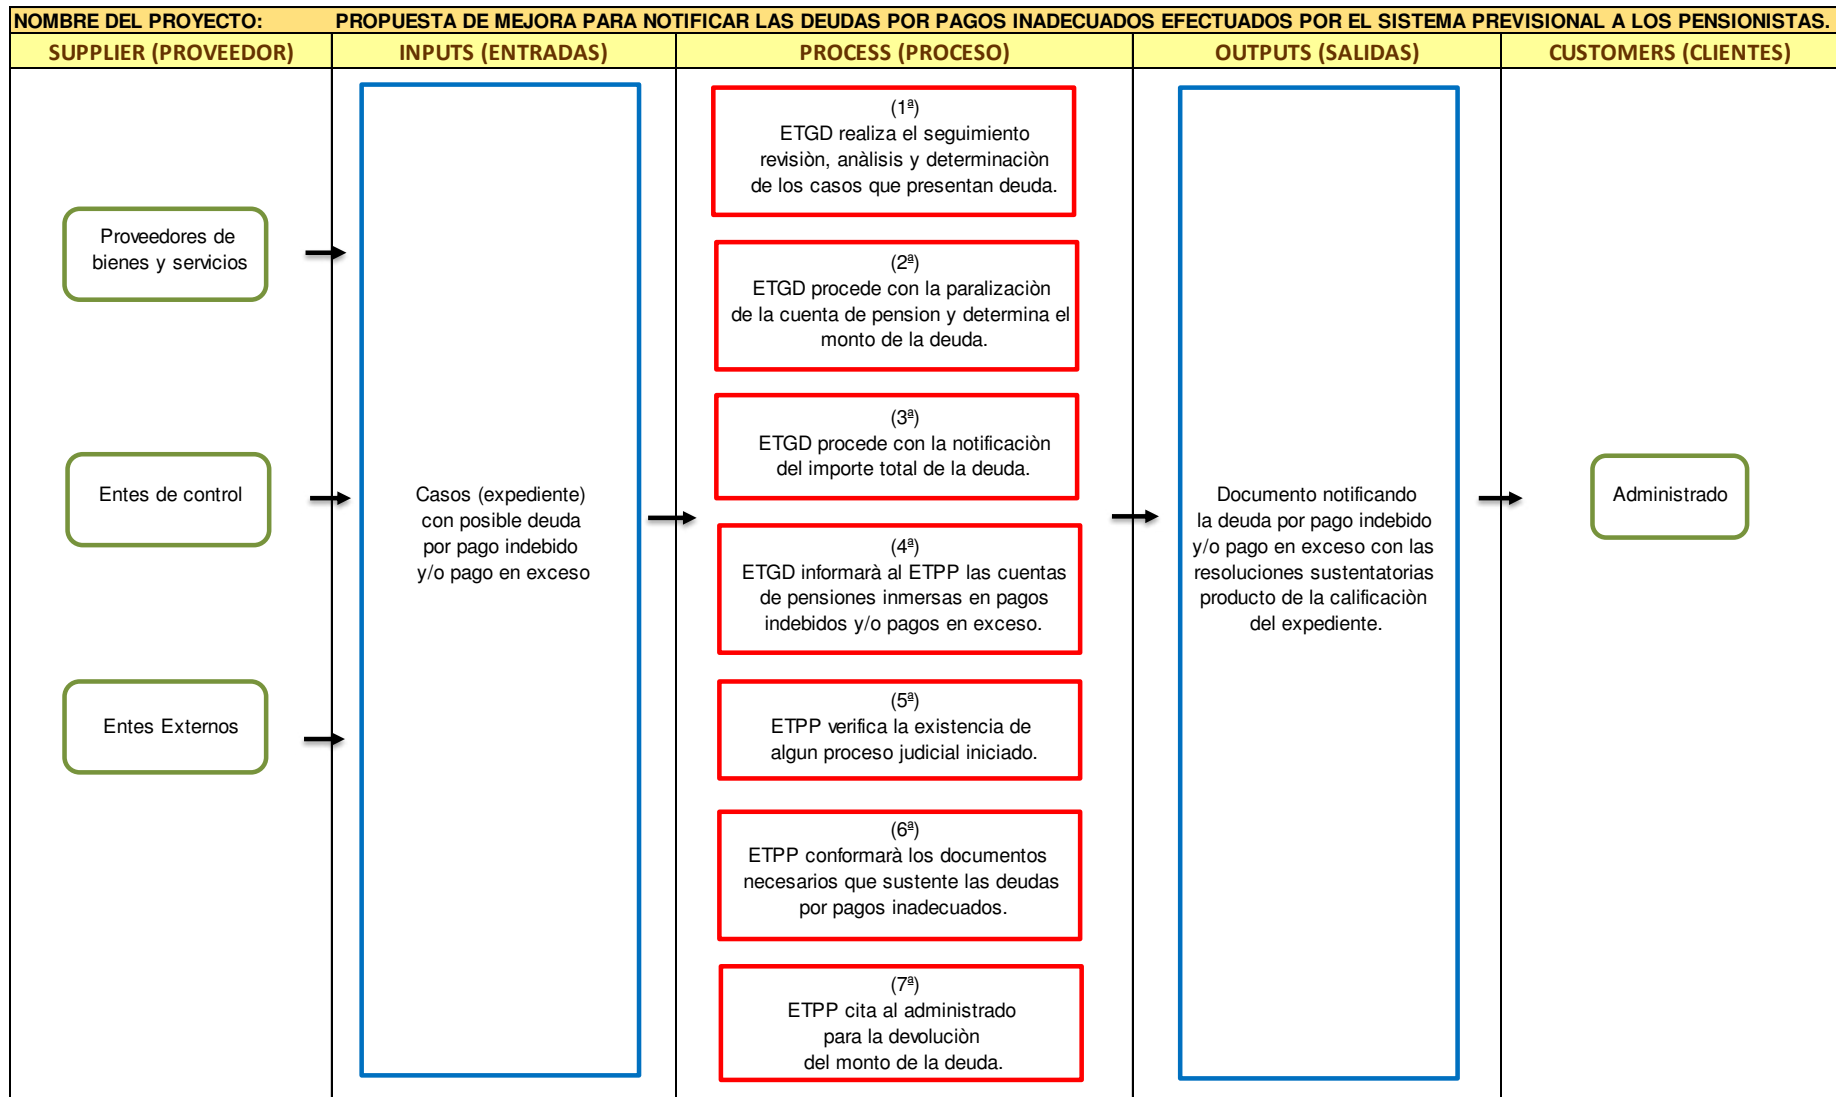 NOMBRE DEL PROYECTO: PROPUESTA DE MEJORA PARA NOTIFICAR LAS DEUDAS POR PAGOS INADECUADOS EFECTUADOS POR EL SISTEMA PREVISIONAL A LOS PENSIONISTAS.
SUPPLIER (PROVEEDOR)
INPUTS (ENTRADAS)
PROCESS (PROCESO)
OUTPUTS (SALIDAS)
CUSTOMERS (CLIENTES)
Proveedores de
bienes y servicios
Entes de control
Entes Externos
Casos (expediente)
con posible deuda
por pago indebido
y/o pago en exceso
(1ª)
ETGD realiza el seguimiento
revisiòn, anàlisis y determinaciòn
de los casos que presentan deuda.
(2ª)
ETGD procede con la paralizaciòn
de la cuenta de pension y determina el
monto de la deuda.
(3ª)
ETGD procede con la notificaciòn
del importe total de la deuda.
(4ª)
ETGD informarà al ETPP las cuentas
de pensiones inmersas en pagos
indebidos y/o pagos en exceso.
(5ª)
ETPP verifica la existencia de
algun proceso judicial iniciado.
(6ª)
ETPP conformarà los documentos
necesarios que sustente las deudas
por pagos inadecuados.
(7ª)
ETPP cita al administrado
para la devoluciòn
del monto de la deuda.
Documento notificando
la deuda por pago indebido
y/o pago en exceso con las
resoluciones sustentatorias
producto de la calificaciòn
del expediente.
Administrado